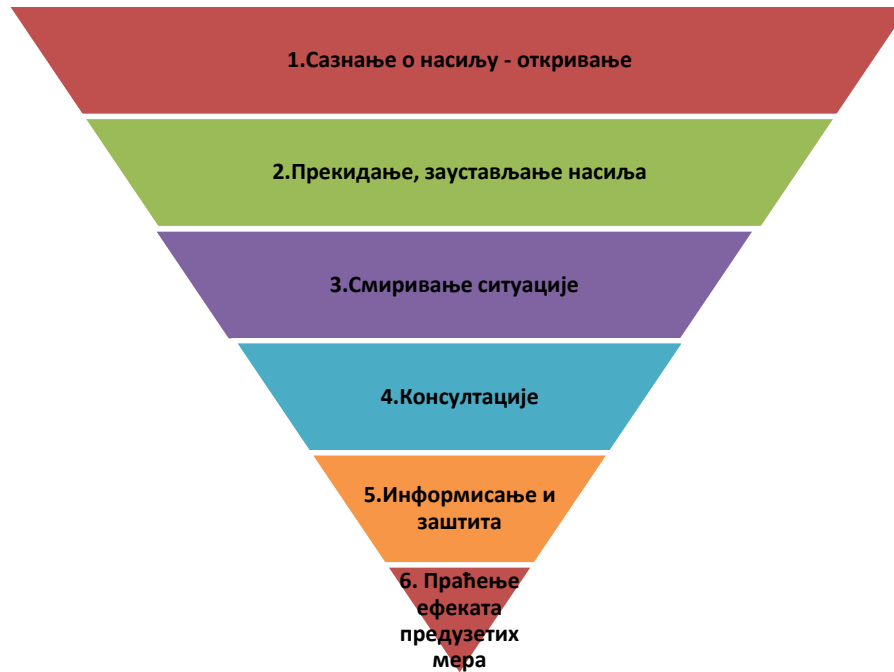 1.Сазнање о насиљу - откривање
2.Прекидање, заустављање насиља
3.Смиривање ситуације
4.Консултације
5.Информисање и
заштита
6. Праћење
ефеката
предузетих
мера